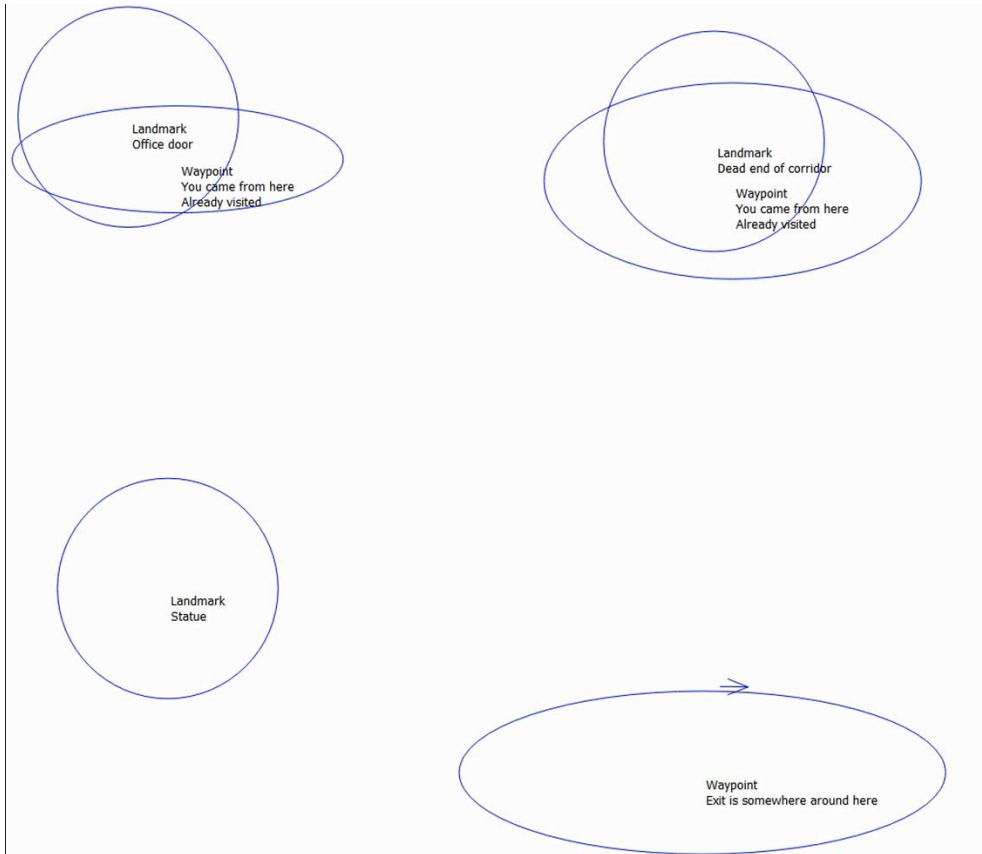 Landmark
Office door
Waypoint
You came from here
Already visited
Landmark
Dead end of corridor
Waypoint
You came from here
Already visited
Landmark
Statue
Waypoint
Exit is somewhere around here